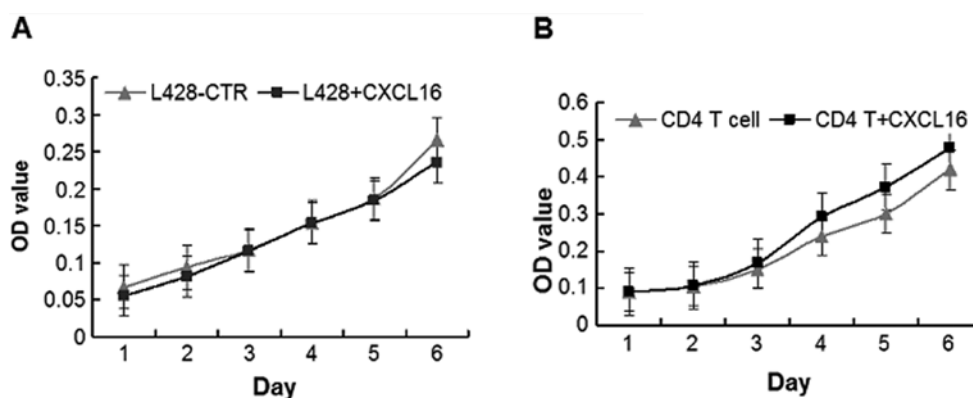 A
OD value
0.35
0.3
0.25
0.2
0.15
0.1
0.05
0
L428-CTR L428+CXCL16
1 2 3 4 5 6
Day
B
OD value
0.6
0.5
0.4
0.3
0.2
0.1
0
CD4 T cell CD4 T+CXCL16
1 2 3 4 5 6
Day